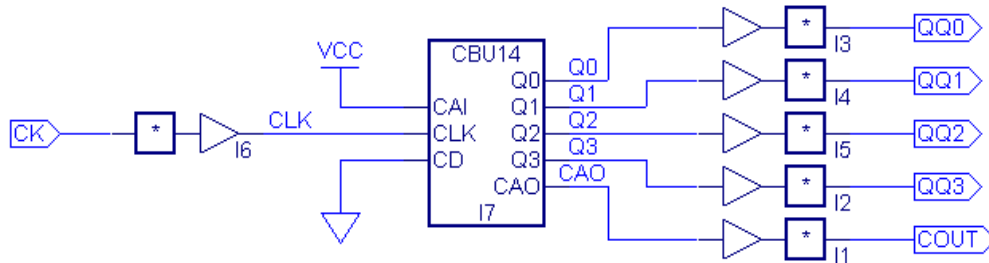 CK
*
I6
CLK
VCC
CBU14
CAI
CLK
CD
Q0
Q1
Q2
Q3
CAO
I7
Q0
Q1
Q2
Q3
CAO
*
I3
QQ0
*
I4
QQ1
*
I5
QQ2
*
I2
QQ3
*
I1
COUT